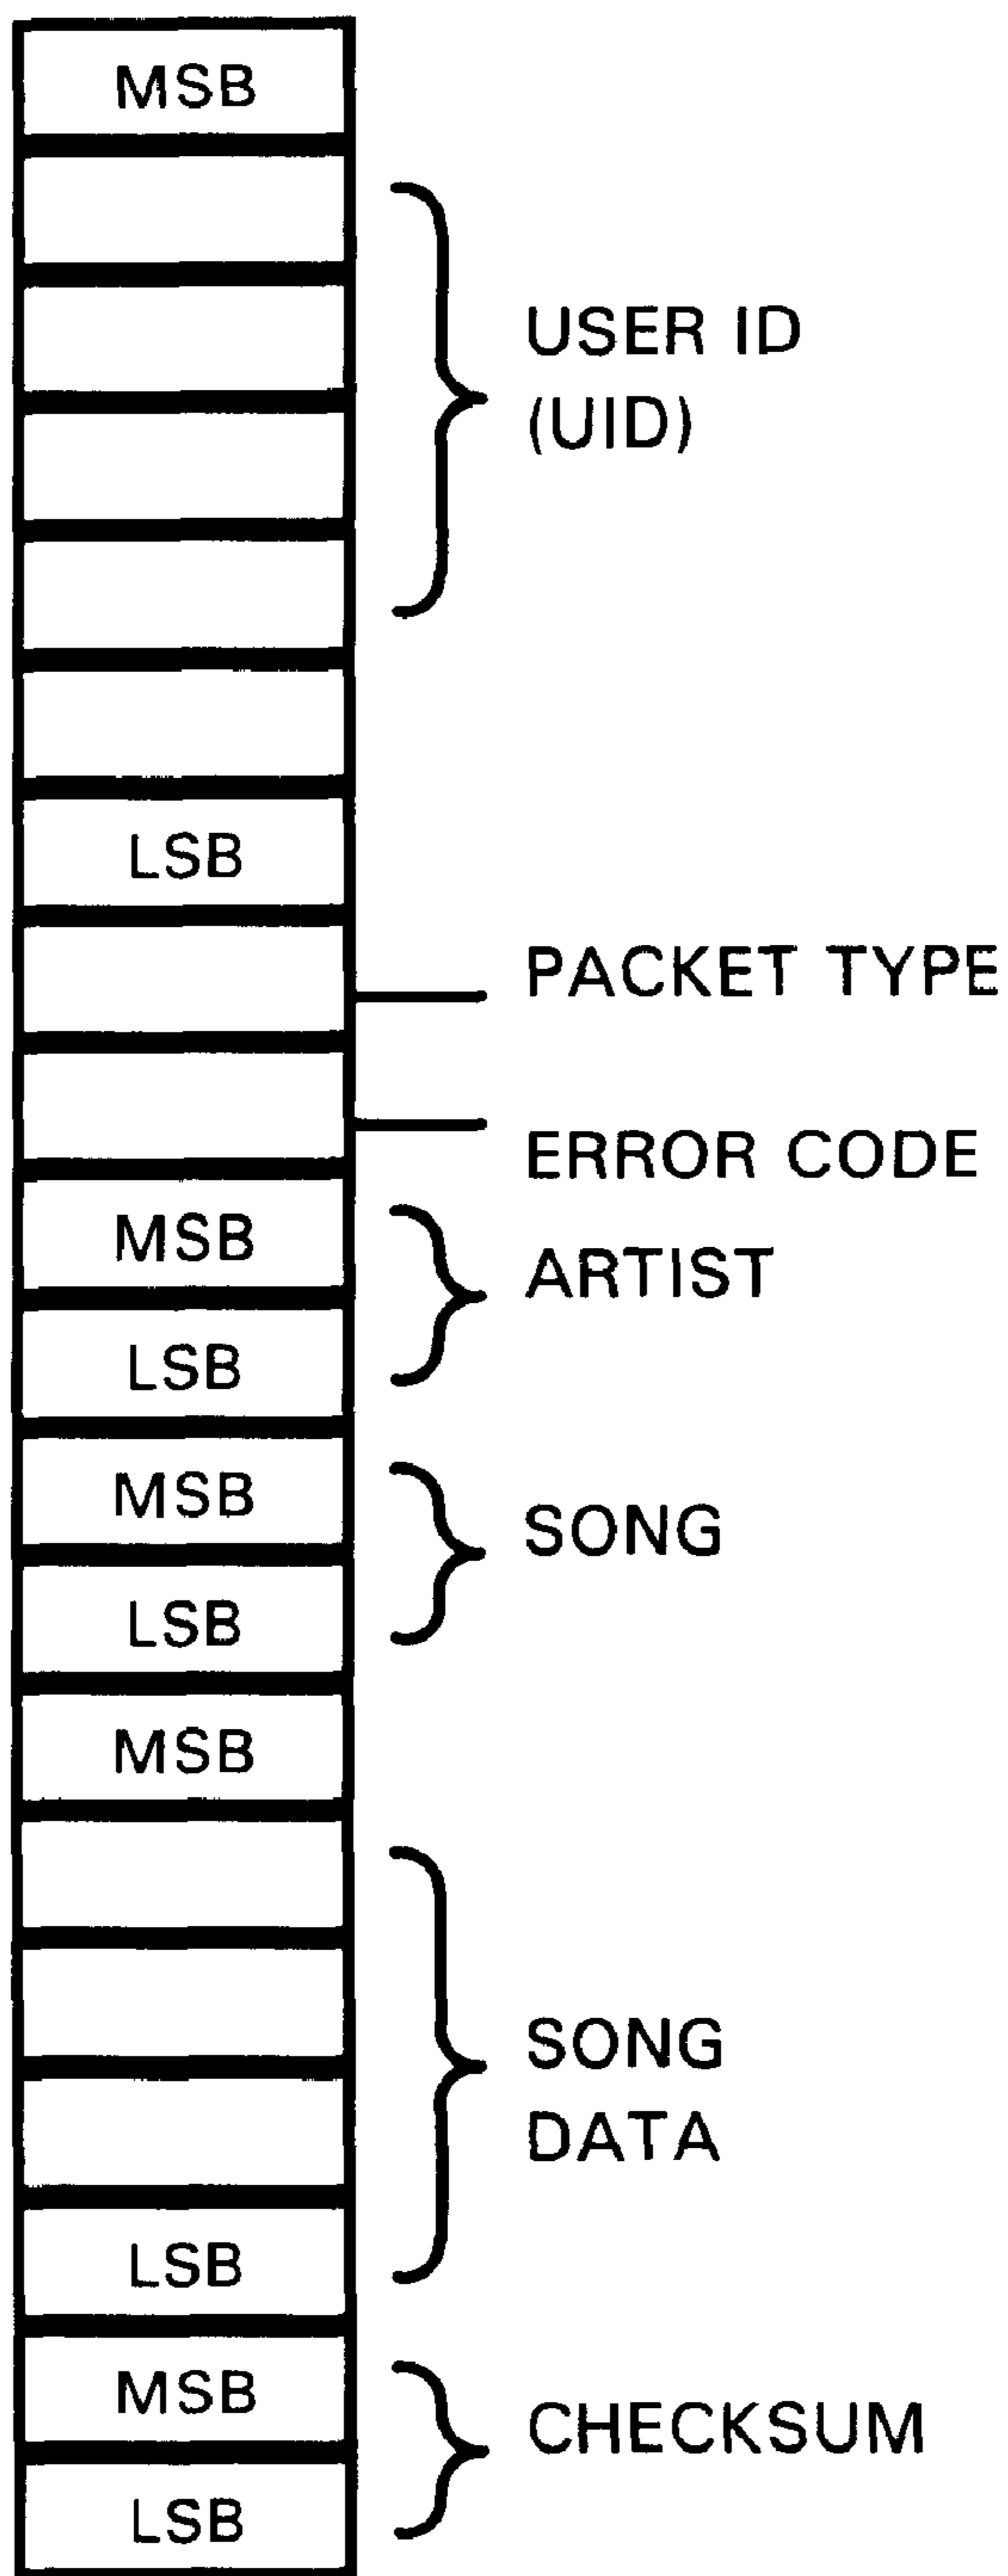 MSB
USER ID
(UID)
LSB
PACKET TYPE
ERROR CODE
MSB
ARTIST
LSB
MSB
SONG
LSB
MSB
SONG
DATA
LSB
MSB
CHECKSUM
LSB